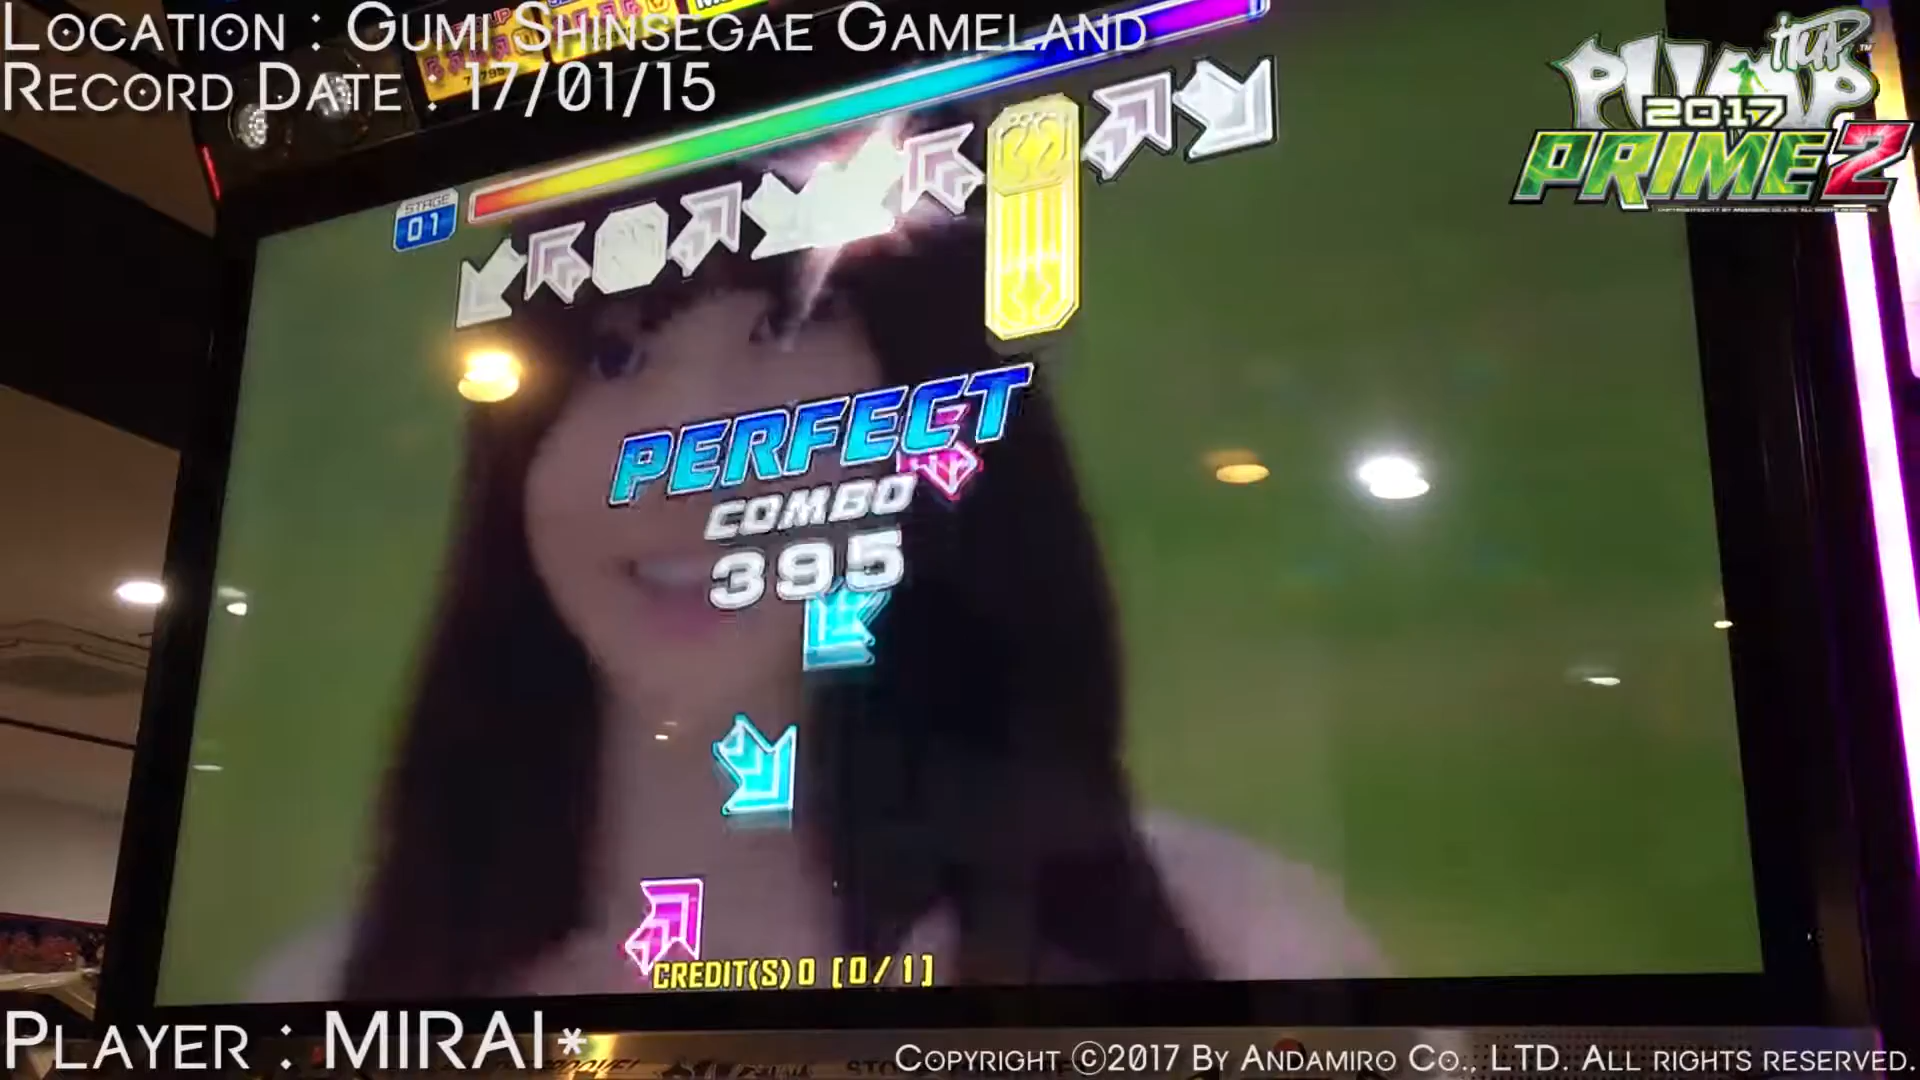 Location : Gumi Shinsegae Gameland
Record Date : 17/01/15
PUMP it UP
2017
PRIME 2
STAGE
01
PERFECT
COMBO
395
CREDIT(S) 0 [0/1]
Player : MIRAI*
Copyright ©2017 By Andamiro Co., LTD. All rights reserved.